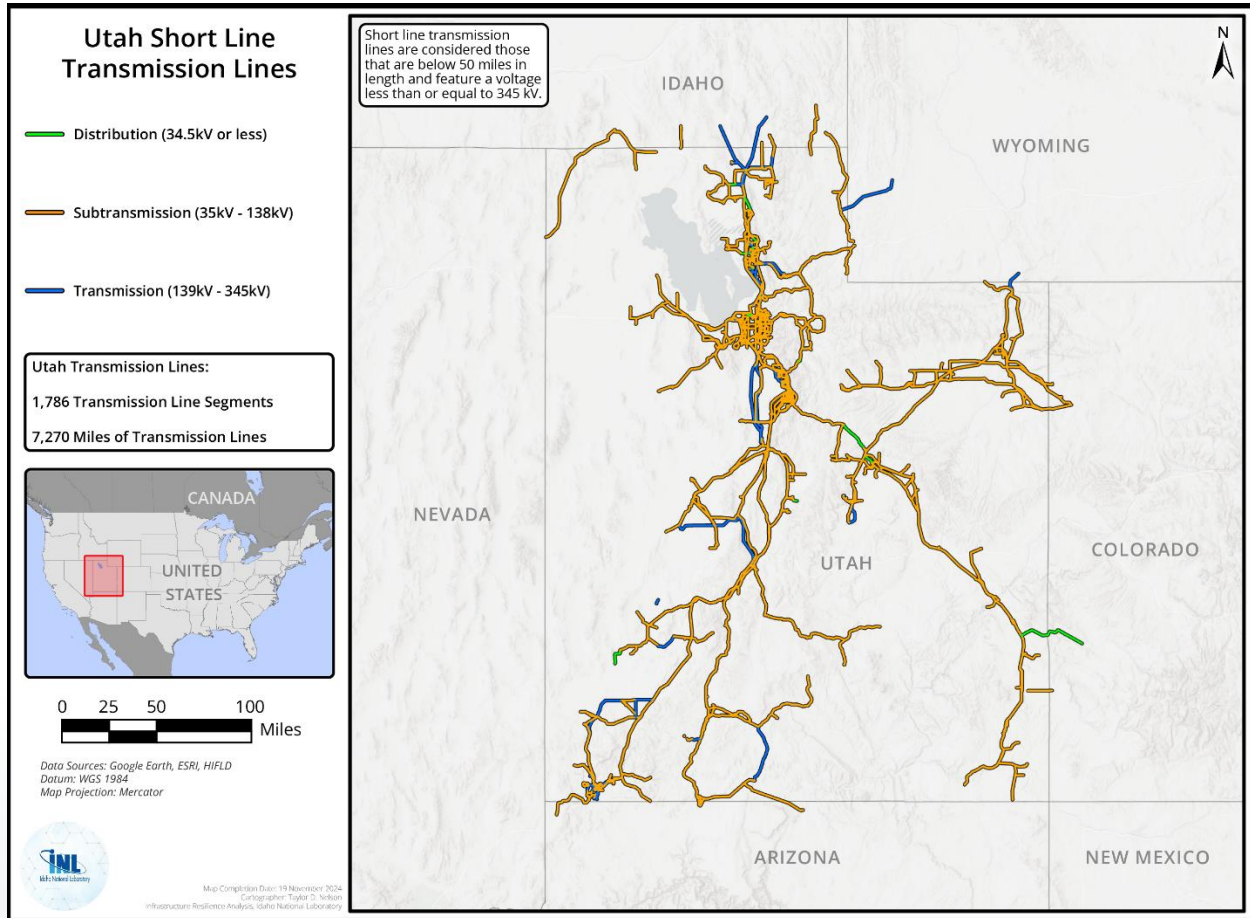 Utah Short Line
Transmission Lines
Distribution (34.5kV or less)
Subtransmission (35kV - 138kV)
Transmission (139kV - 345kV)
Utah Transmission Lines:
1,786 Transmission Line Segments
7,270 Miles of Transmission Lines
CANADA
UNITED
STATES
0 25 50 100
Miles
Data Sources: Google Earth, ESRI, HIFLD
Datum: WGS 1984
Map Projection: Mercator
INL
Idaho National Laboratory
Map Completion Date: 19 November 2024
Cartographer: Taylor D. Nelson
Infrastructure Resilience Analysis, Idaho National Laboratory
Short line transmission
lines are considered those
that are below 50 miles in
length and feature a voltage
less than or equal to 345 kV.
N
IDAHO
WYOMING
NEVADA
UTAH
COLORADO
ARIZONA
NEW MEXICO